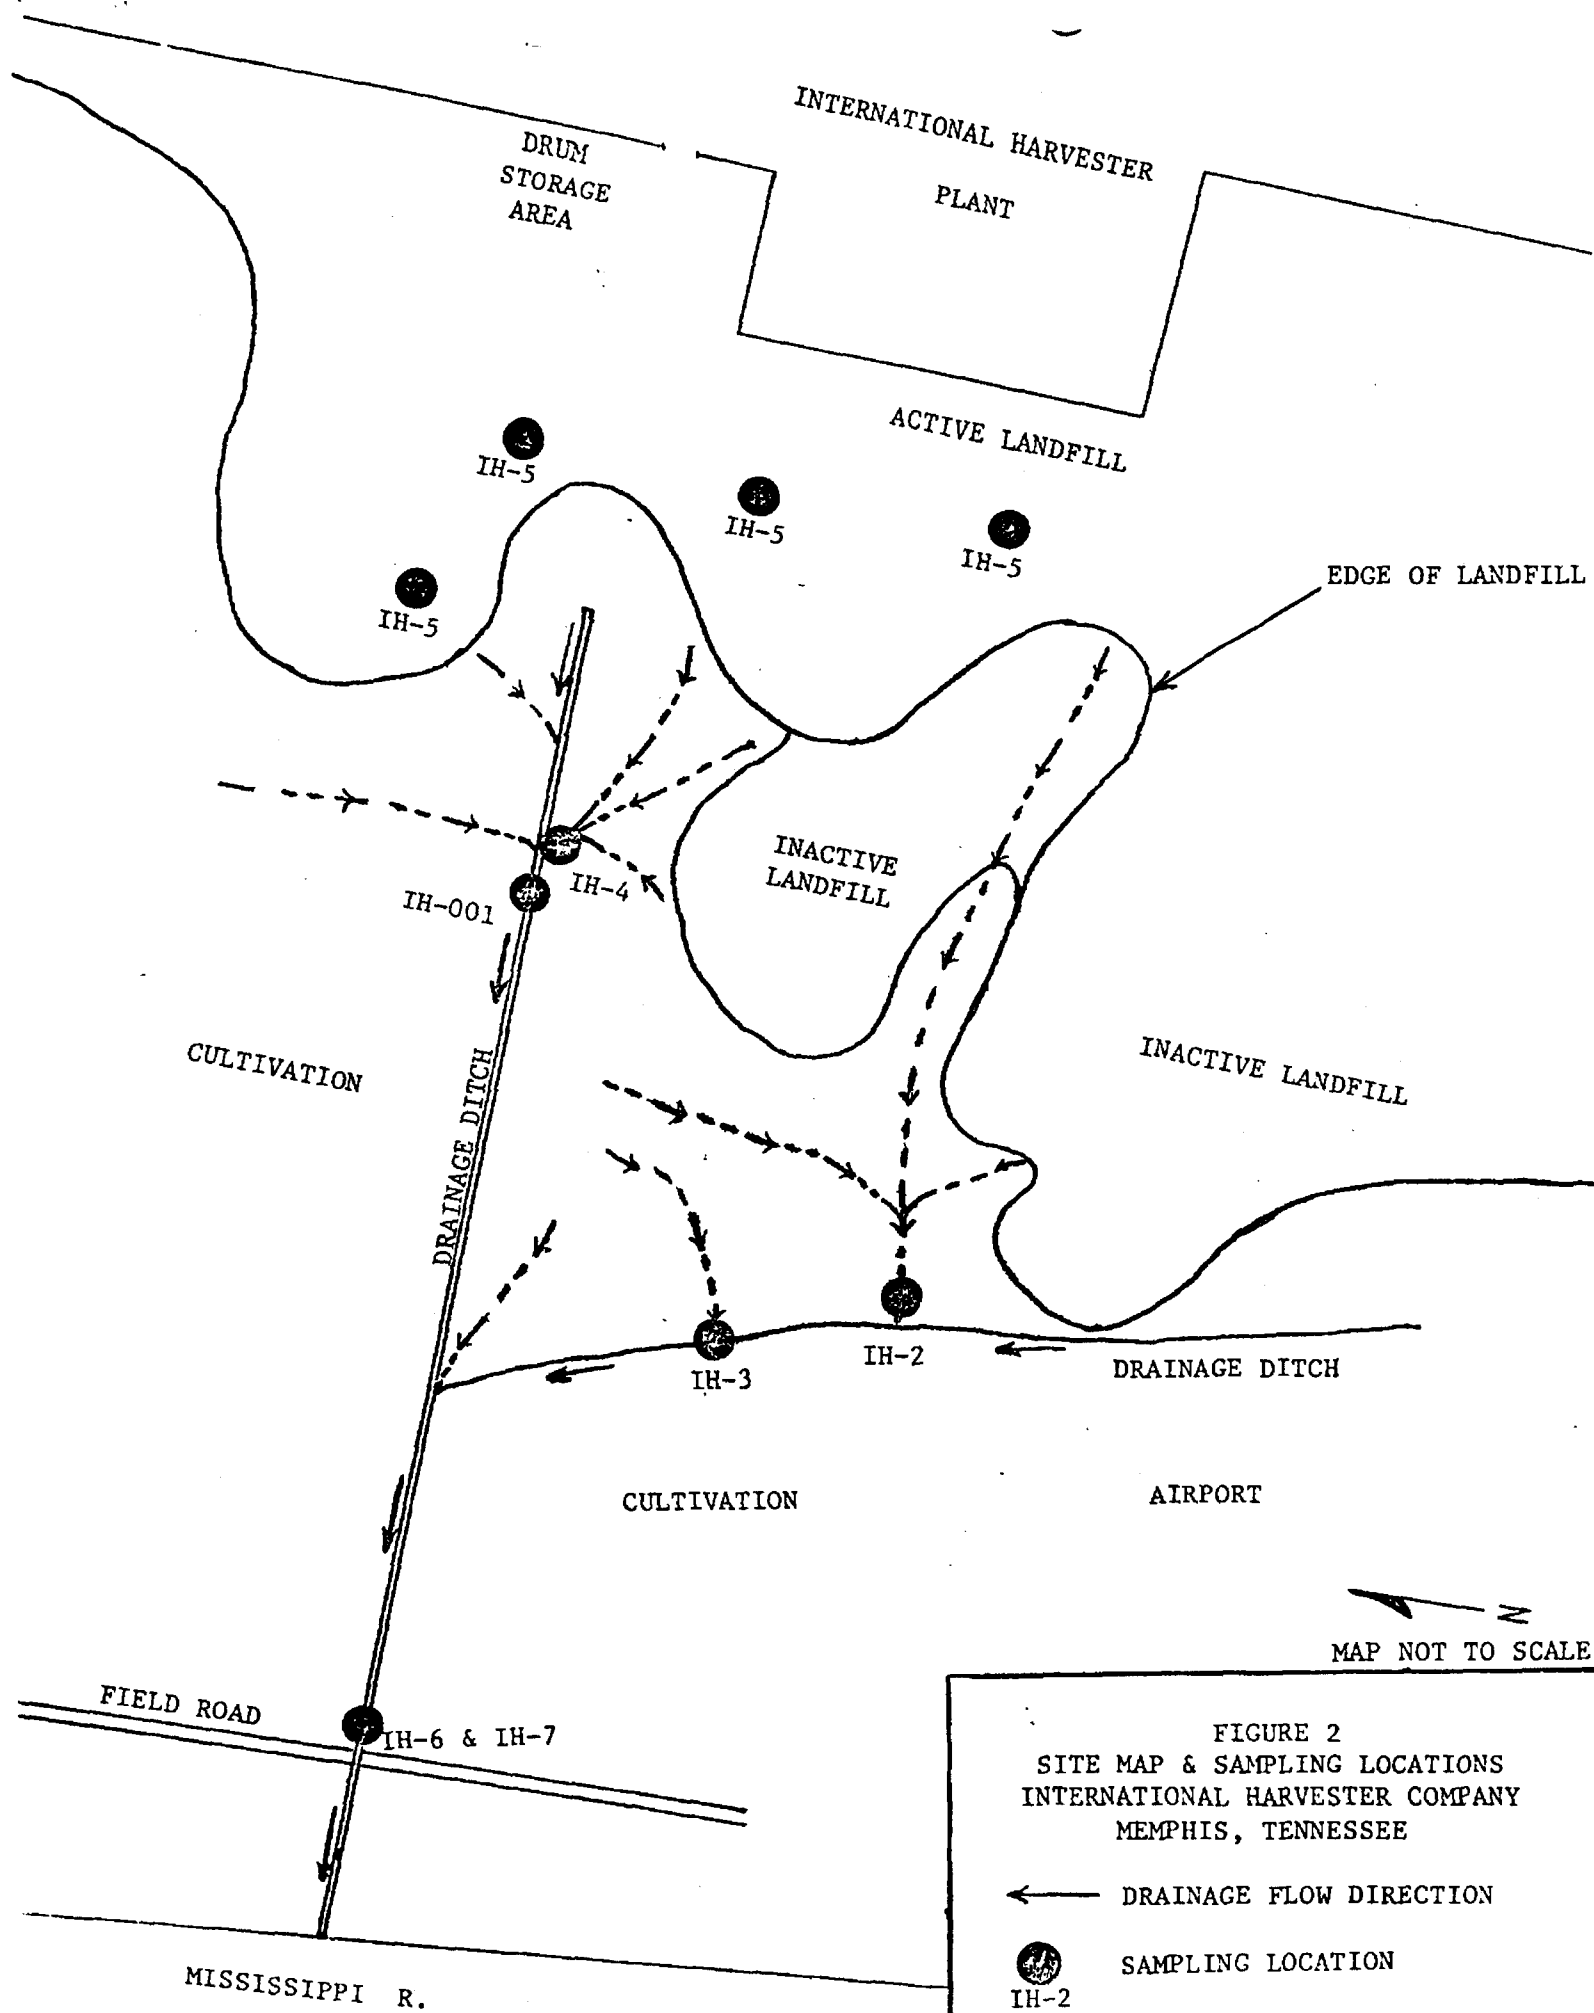 INTERNATIONAL HARVESTER
PLANT
DRUM
STORAGE
AREA
ACTIVE LANDFILL
IH-5
IH-5
IH-5
IH-5
EDGE OF LANDFILL
INACTIVE
LANDFILL
IH-4
IH-001
CULTIVATION
DRAINAGE DITCH
INACTIVE LANDFILL
IH-2
IH-3
DRAINAGE DITCH
CULTIVATION
AIRPORT
N
MAP NOT TO SCALE
FIELD ROAD
IH-6 & IH-7
MISSISSIPPI R.
FIGURE 2
SITE MAP & SAMPLING LOCATIONS
INTERNATIONAL HARVESTER COMPANY
MEMPHIS, TENNESSEE
DRAINAGE FLOW DIRECTION
SAMPLING LOCATION
IH-2